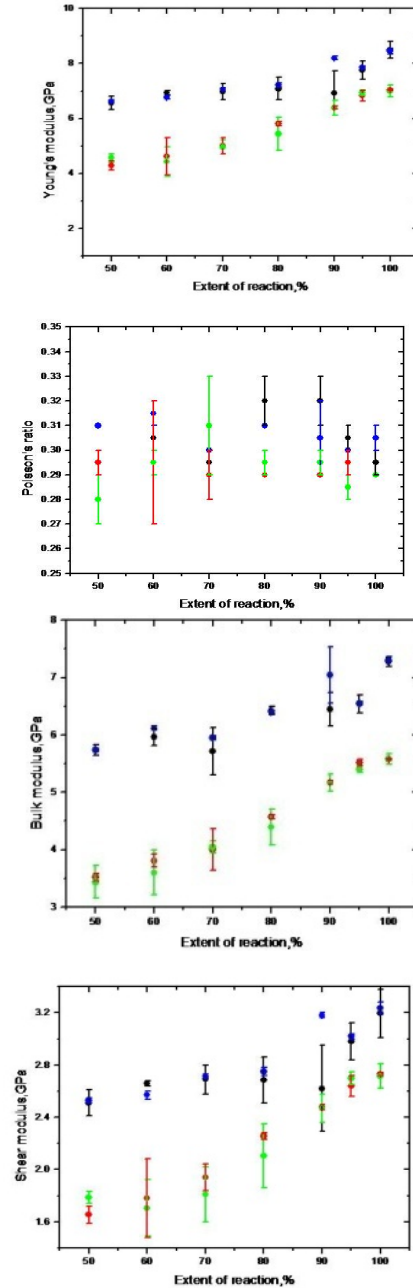 10
8
6
4
2
Young's modulus,GPa
50 60 70 80 90 100
Extent of reaction,%
0.35
0.34
0.33
0.32
0.31
0.30
0.29
0.28
0.27
0.26
0.25
Poisson's ratio
50 60 70 80 90 100
Extent of reaction,%
8
7
6
5
4
3
Bulk modulus,GPa
50 60 70 80 90 100
Extent of reaction,%
3.2
2.8
2.4
2.0
1.6
Shear modulus,GPa
50 60 70 80 90 100
Extent of reaction,%